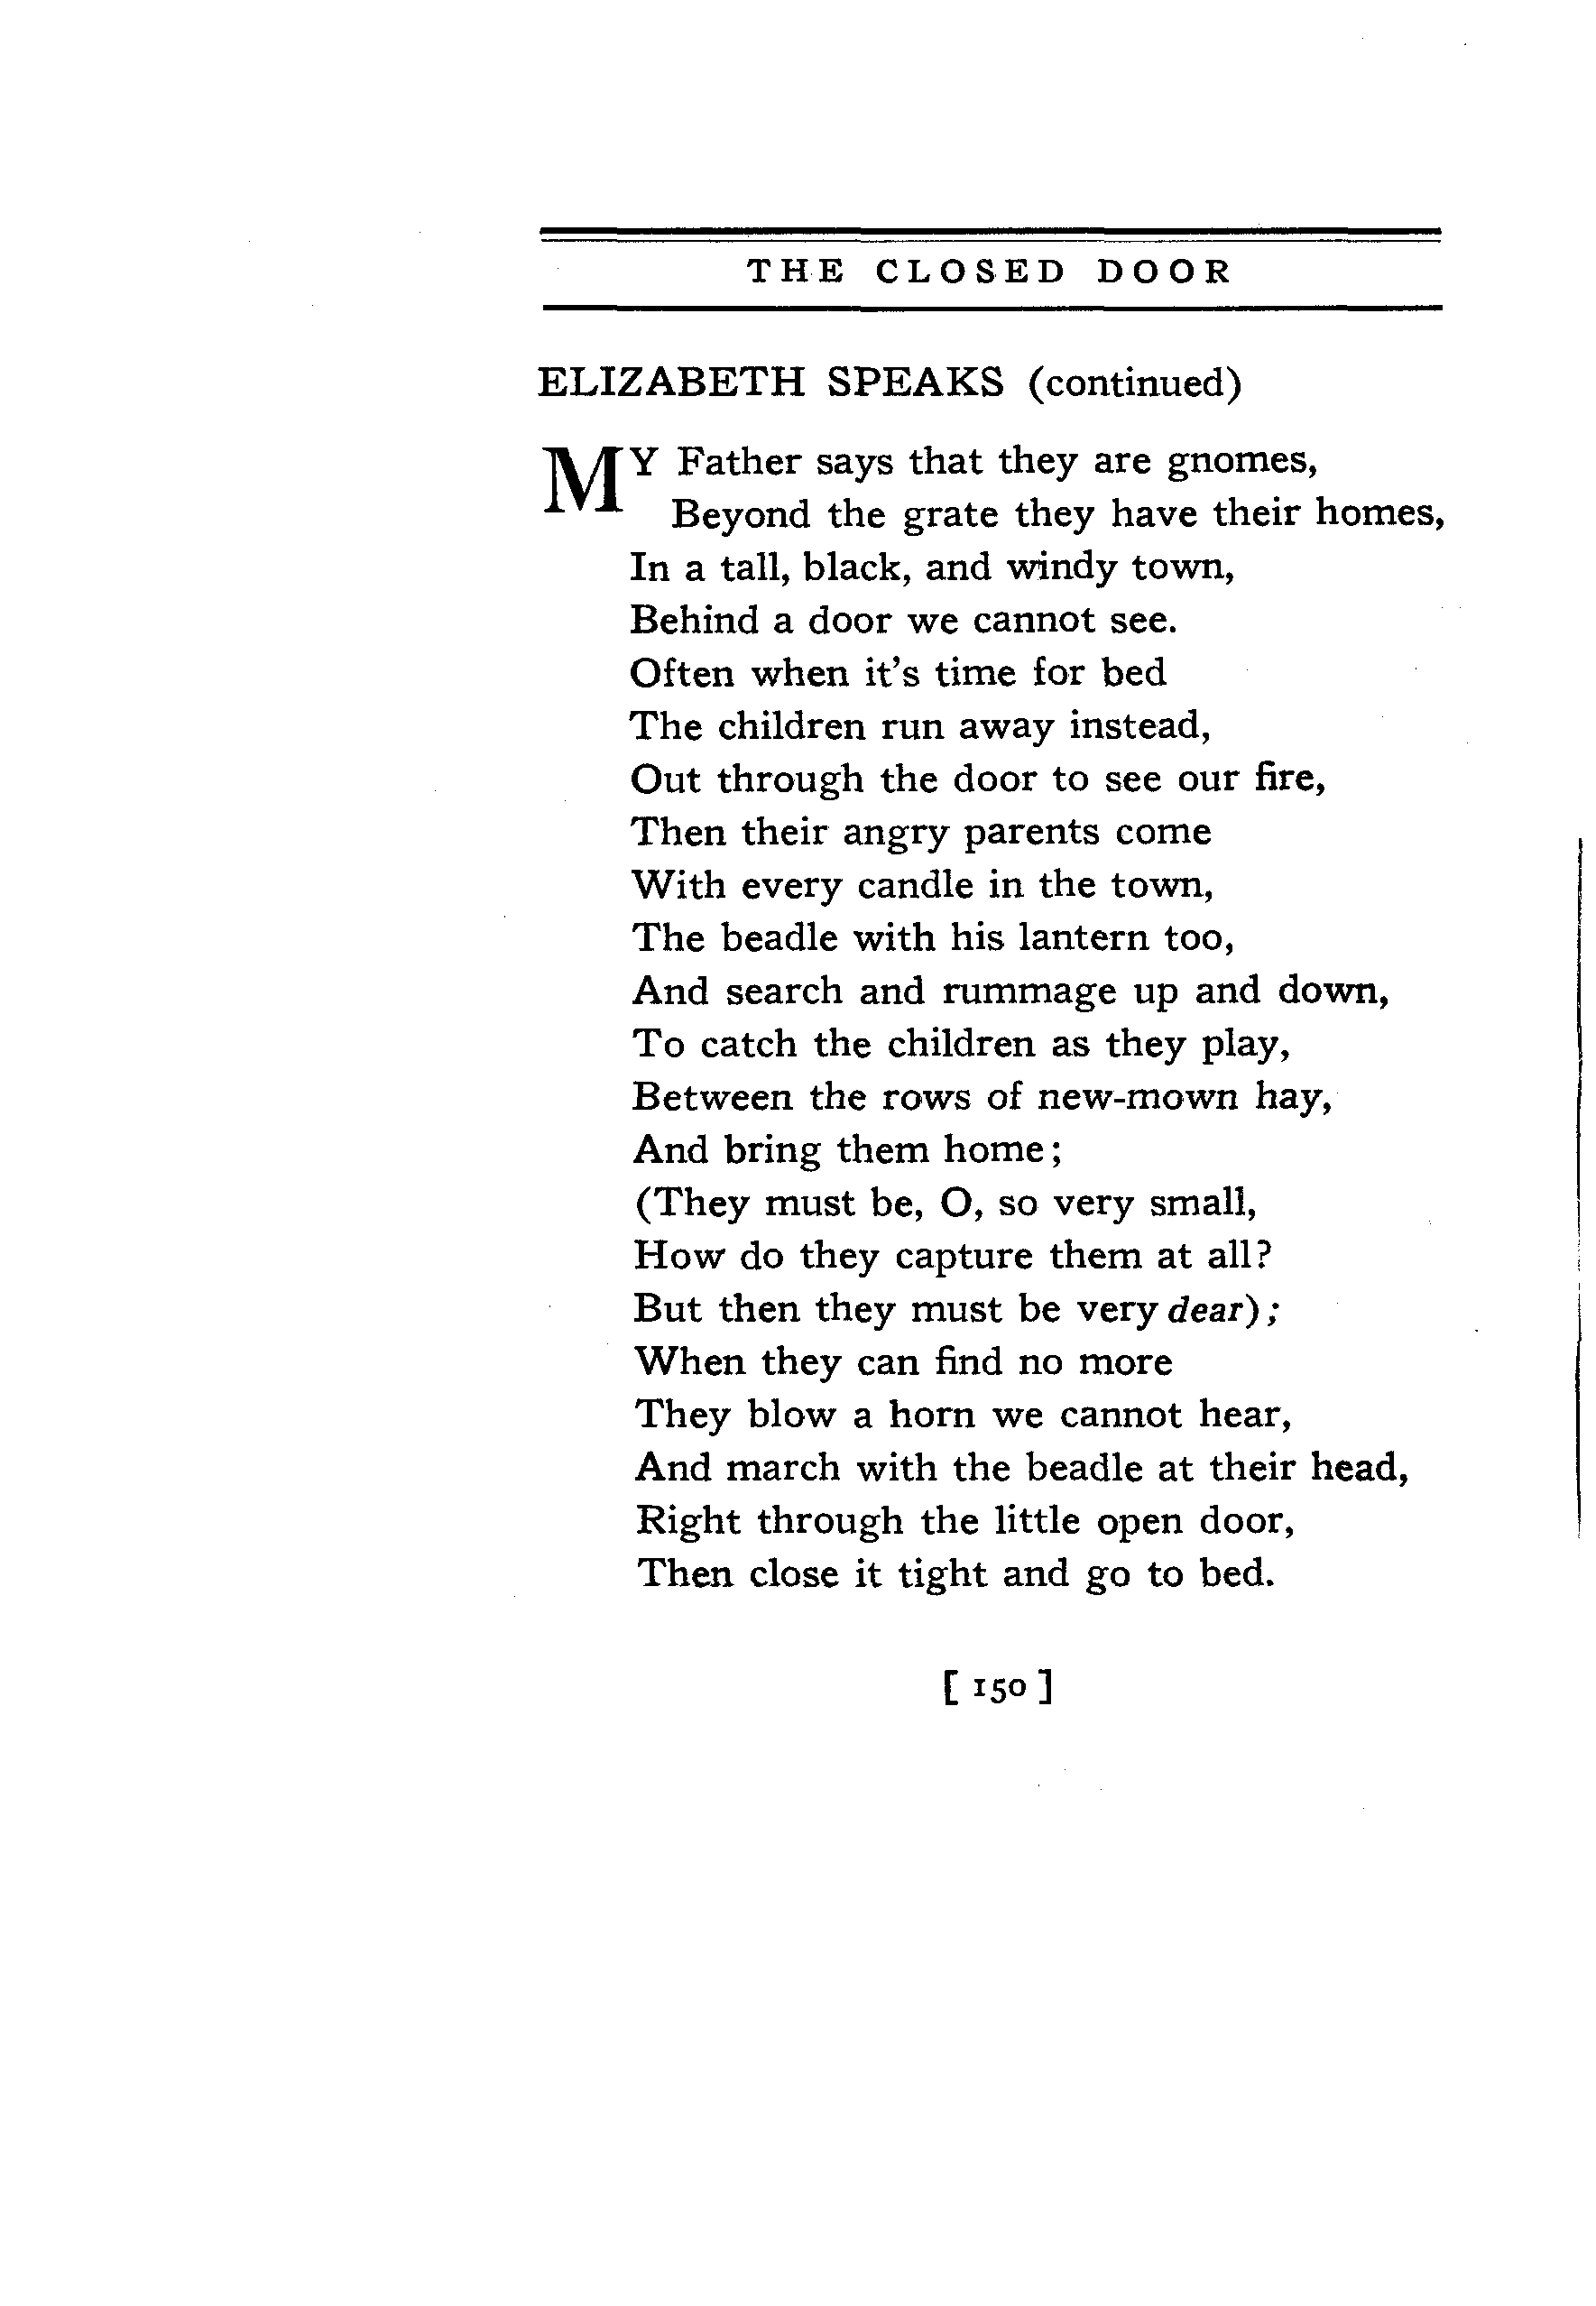 THE CLOSED DOOR
ELIZABETH SPEAKS (continued)
MY Father says that they are gnomes,
Beyond the grate they have their homes,
In a tall, black, and windy town,
Behind a door we cannot see.
Often when it's time for bed
The children run away instead,
Out through the door to see our fire,
Then their angry parents come
With every candle in the town,
The beadle with his lantern too,
And search and rummage up and down,
To catch the children as they play,
Between the rows of new-mown hay,
And bring them home;
(They must be, O, so very small,
How do they capture them at all?
But then they must be very dear);
When they can find no more
They blow a horn we cannot hear,
And march with the beadle at their head,
Right through the little open door,
Then close it tight and go to bed.
[ 150 ]